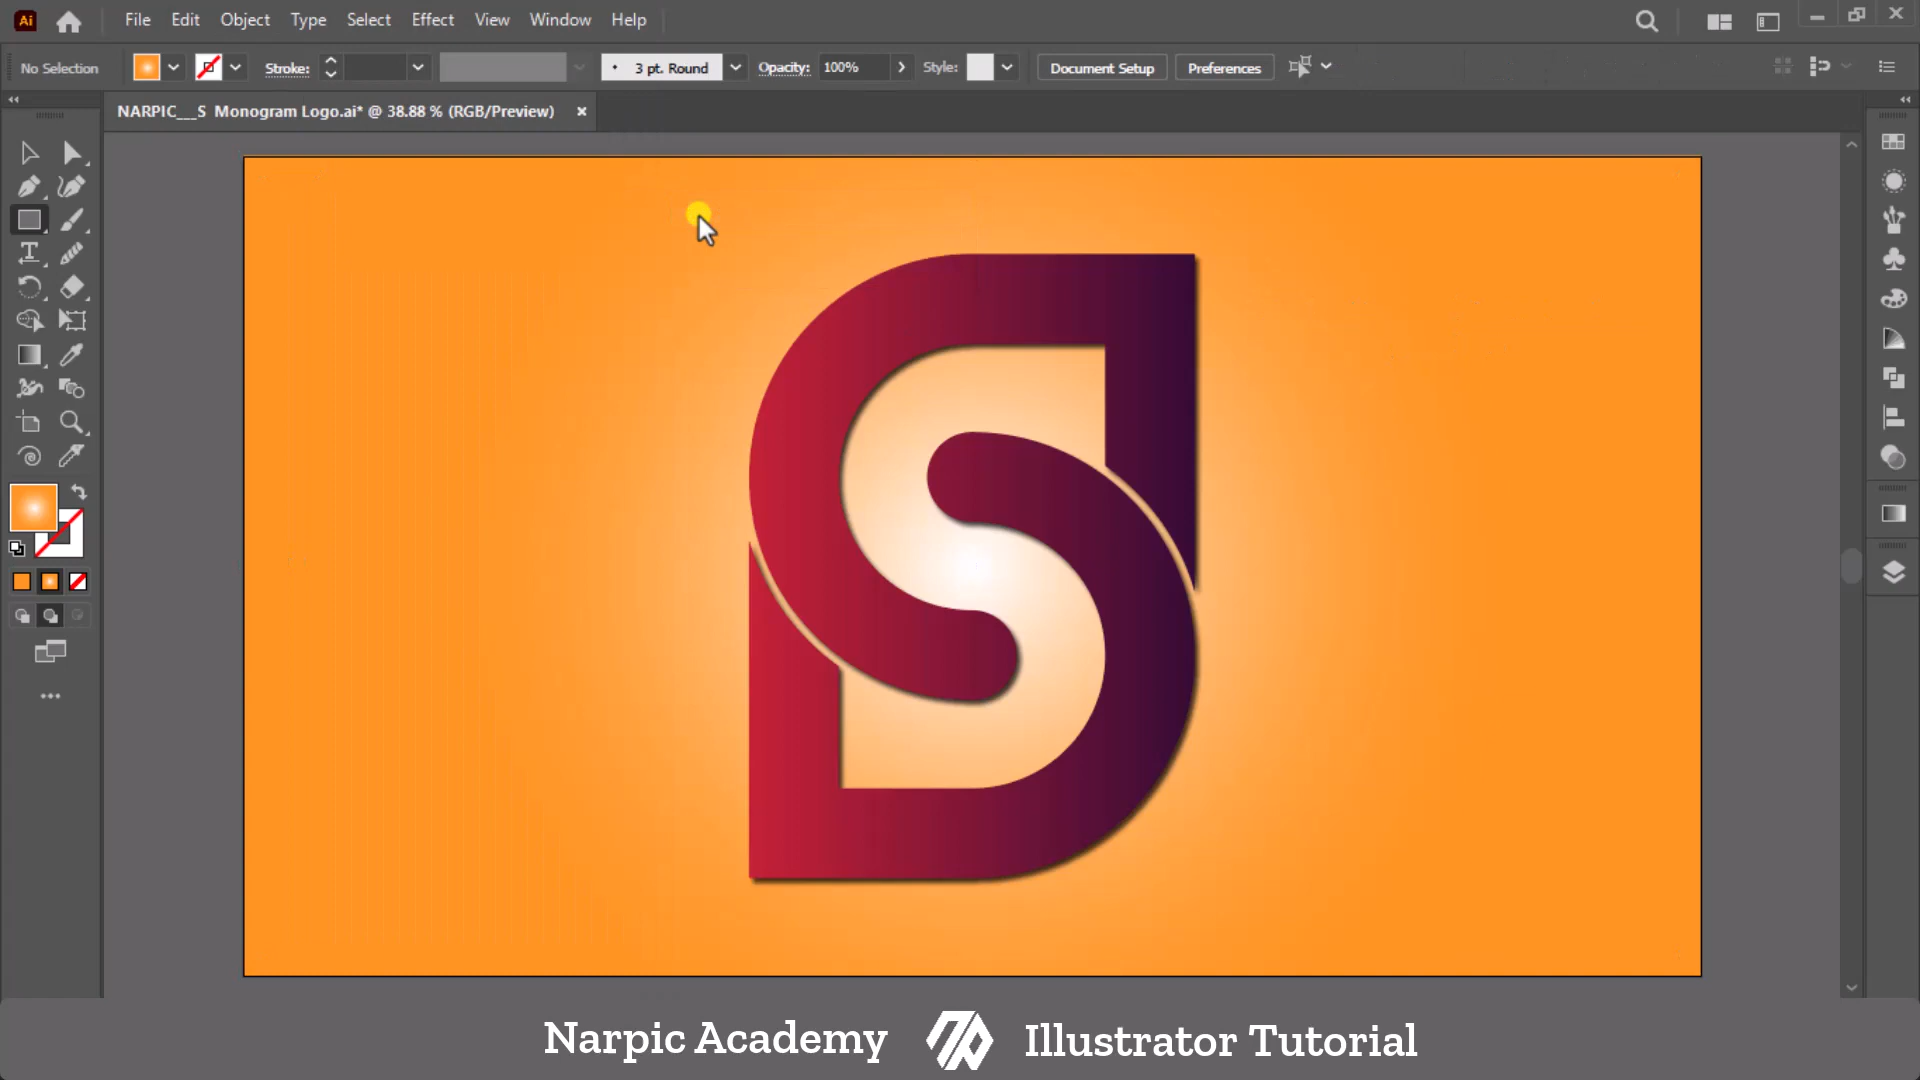 Ai File Edit Object Type Select Effect View Window Help
No Selection Stroke: 3 pt. Round Opacity: 100% Style: Document Setup Preferences
NARPIC___S Monogram Logo.ai* @ 38.88 % (RGB/Preview) ×
S
Narpic Academy Illustrator Tutorial